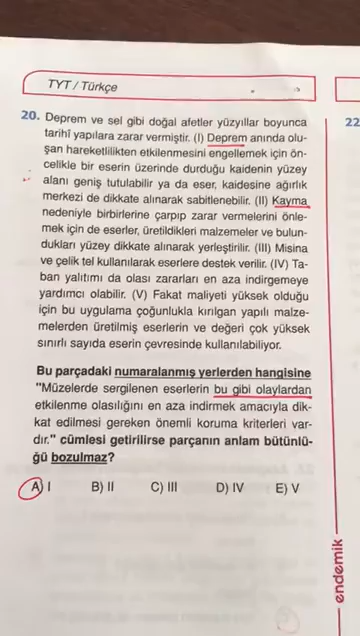 TYT / Türkçe
20. Deprem ve sel gibi doğal afetler yüzyıllar boyunca
tarihî yapılara zarar vermiştir. (I) Deprem anında olu-
şan hareketlilikten etkilenmesini engellemek için ön-
celikle bir eserin üzerinde durduğu kaidenin yüzey
alanı geniş tutulabilir ya da eser, kaidesine ağırlık
merkezi de dikkate alınarak sabitlenebilir. (II) Kayma
nedeniyle birbirlerine çarpıp zarar vermelerini önle-
mek için de eserler, üretildikleri malzemeler ve bulun-
dukları yüzey dikkate alınarak yerleştirilir. (III) Misina
ve çelik tel kullanılarak eserlere destek verilir. (IV) Ta-
ban yalıtımı da olası zararları en aza indirgemeye
yardımcı olabilir. (V) Fakat maliyeti yüksek olduğu
için bu uygulama çoğunlukla kırılgan yapılı malze-
melerden üretilmiş eserlerin ve değeri çok yüksek
sınırlı sayıda eserin çevresinde kullanılabiliyor.
Bu parçadaki numaralanmış yerlerden hangisine
"Müzelerde sergilenen eserlerin bu gibi olaylardan
etkilenme olasılığını en aza indirmek amacıyla dik-
kat edilmesi gereken önemli koruma kriterleri var-
dır." cümlesi getirilirse parçanın anlam bütünlü-
ğü bozulmaz?
A) I B) II C) III D) IV E) V
22
endemik